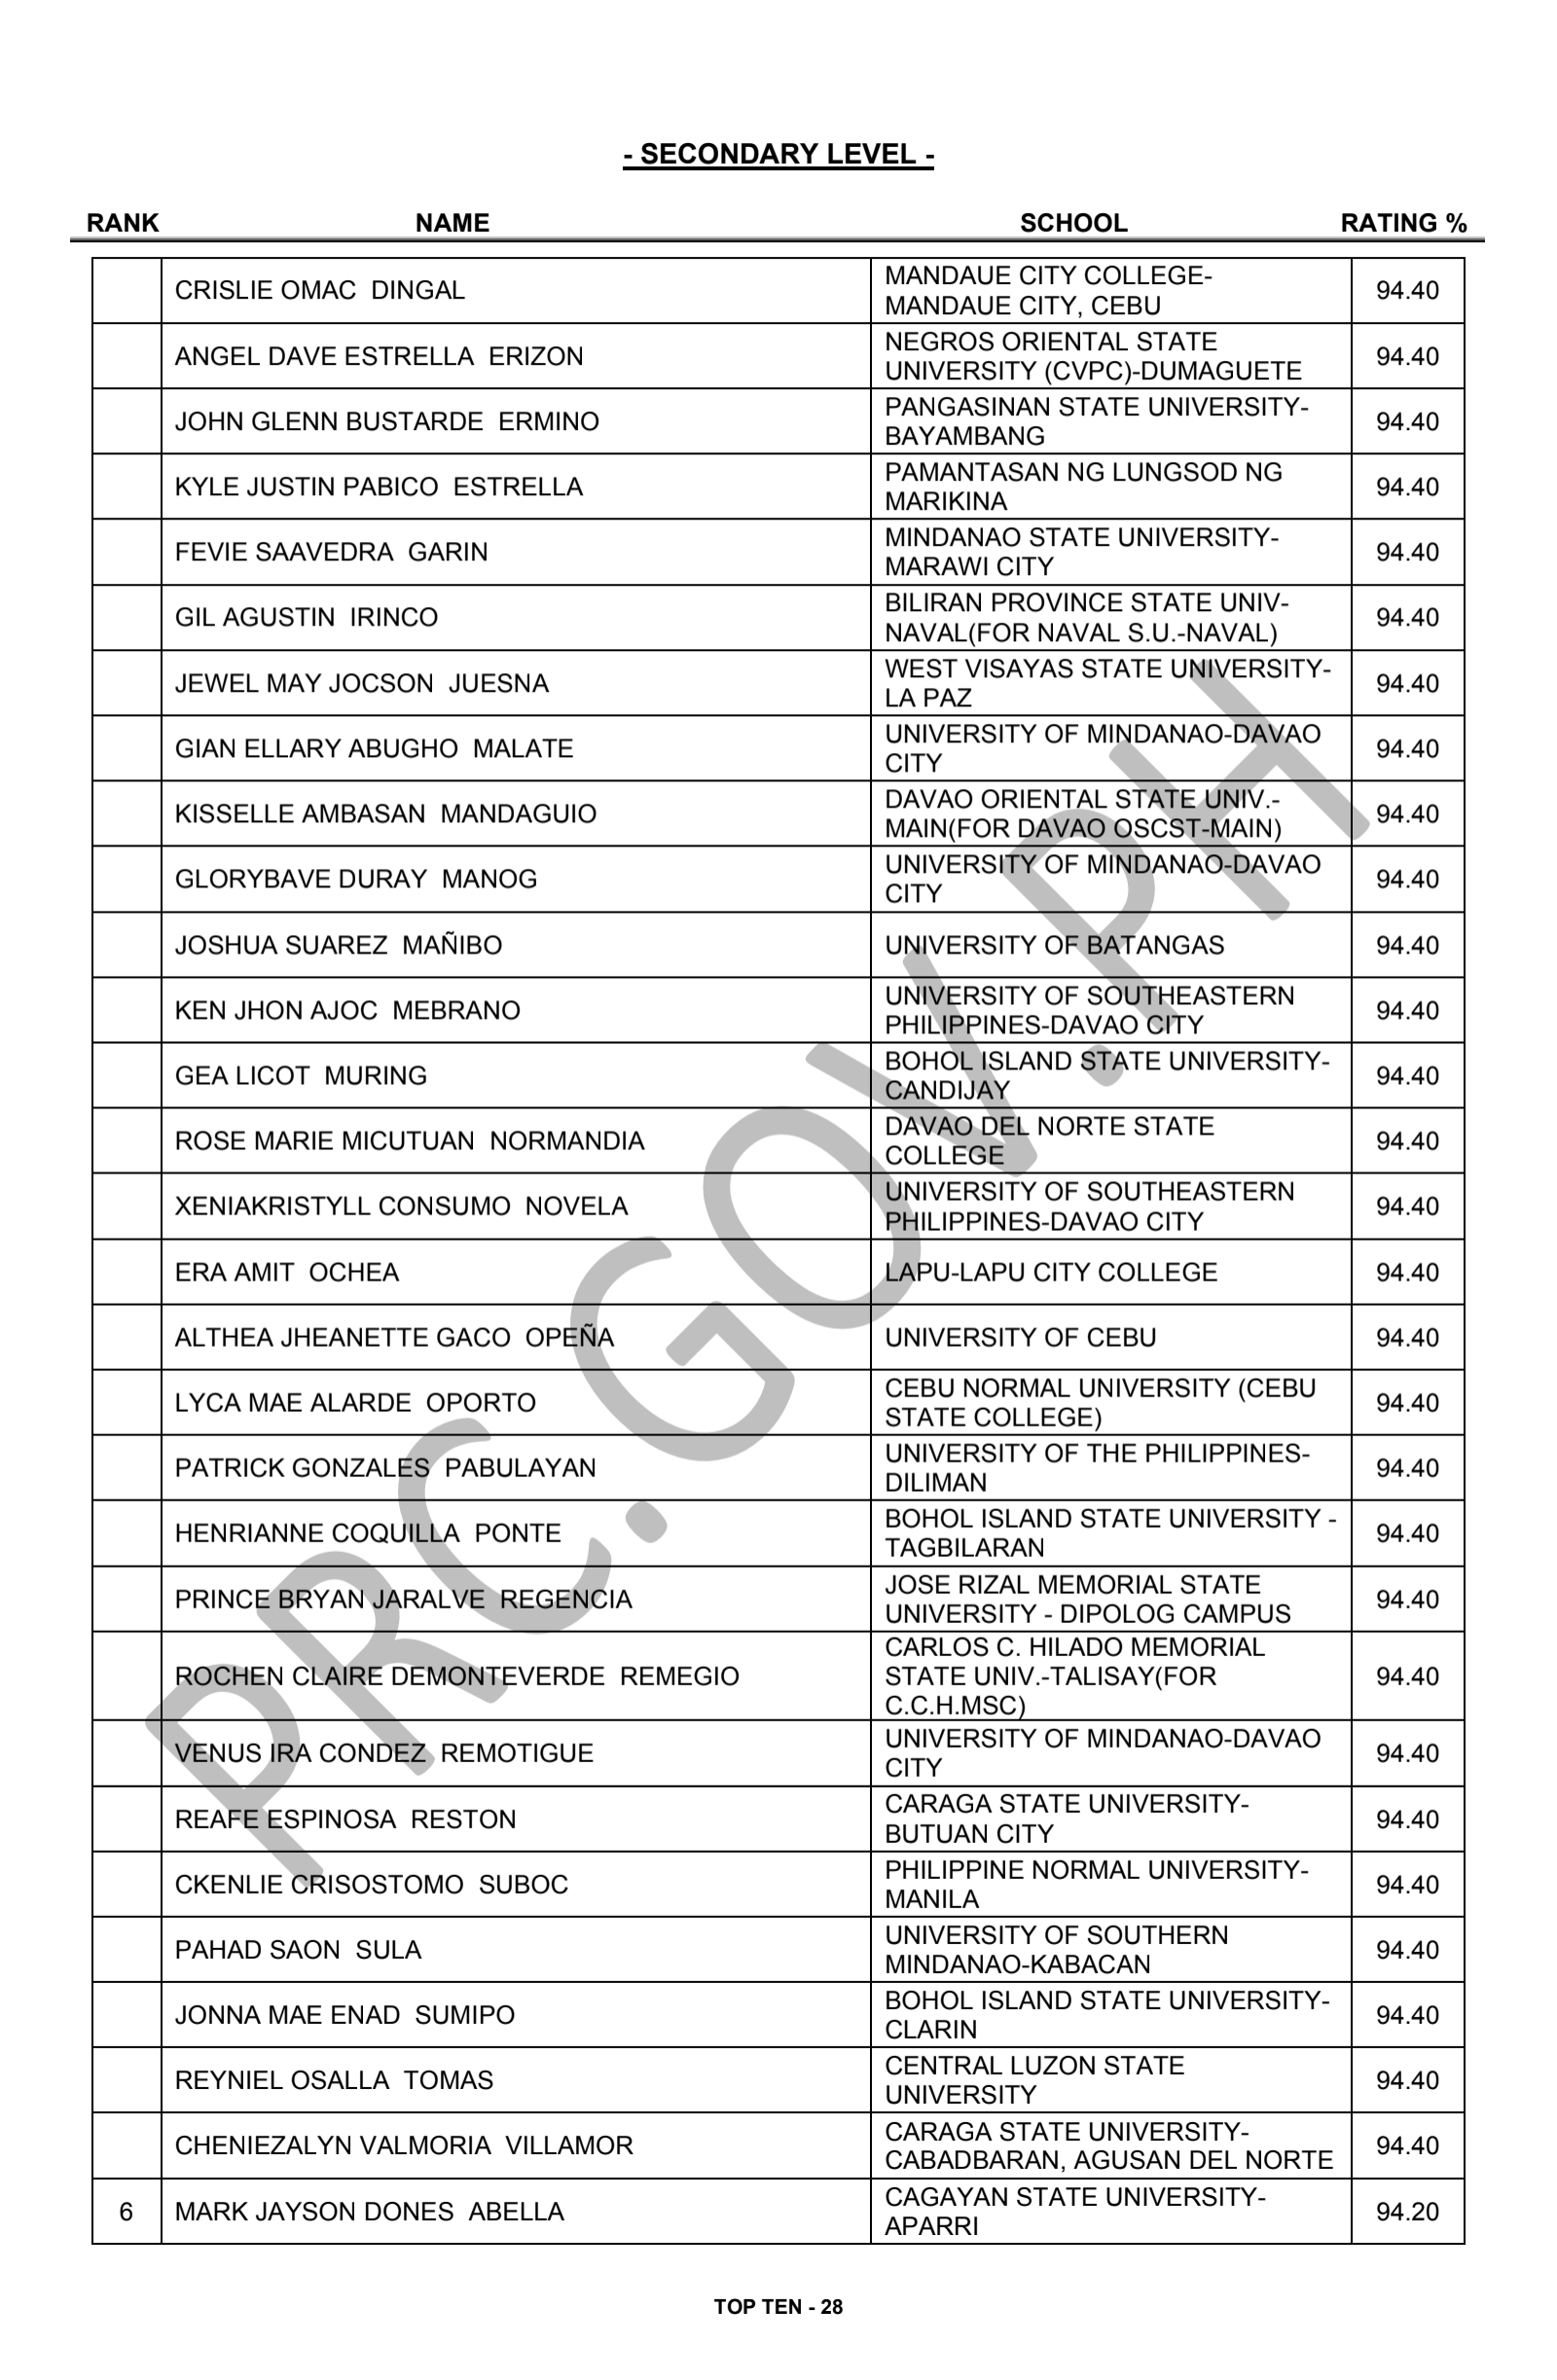 - SECONDARY LEVEL -
RANK NAME SCHOOL RATING %
CRISLIE OMAC DINGAL MANDAUE CITY COLLEGE-
MANDAUE CITY, CEBU 94.40
ANGEL DAVE ESTRELLA ERIZON NEGROS ORIENTAL STATE
UNIVERSITY (CVPC)-DUMAGUETE 94.40
JOHN GLENN BUSTARDE ERMINO PANGASINAN STATE UNIVERSITY-
BAYAMBANG 94.40
KYLE JUSTIN PABICO ESTRELLA PAMANTASAN NG LUNGSOD NG
MARIKINA 94.40
FEVIE SAAVEDRA GARIN MINDANAO STATE UNIVERSITY-
MARAWI CITY 94.40
GIL AGUSTIN IRINCO BILIRAN PROVINCE STATE UNIV-
NAVAL(FOR NAVAL S.U.-NAVAL) 94.40
JEWEL MAY JOCSON JUESNA WEST VISAYAS STATE UNIVERSITY-
LA PAZ 94.40
GIAN ELLARY ABUGHO MALATE UNIVERSITY OF MINDANAO-DAVAO
CITY 94.40
KISSELLE AMBASAN MANDAGUIO DAVAO ORIENTAL STATE UNIV.-
MAIN(FOR DAVAO OSCST-MAIN) 94.40
GLORYBAVE DURAY MANOG UNIVERSITY OF MINDANAO-DAVAO
CITY 94.40
JOSHUA SUAREZ MAÑIBO UNIVERSITY OF BATANGAS 94.40
KEN JHON AJOC MEBRANO UNIVERSITY OF SOUTHEASTERN
PHILIPPINES-DAVAO CITY 94.40
GEA LICOT MURING BOHOL ISLAND STATE UNIVERSITY-
CANDIJAY 94.40
ROSE MARIE MICUTUAN NORMANDIA DAVAO DEL NORTE STATE
COLLEGE 94.40
XENIAKRISTYLL CONSUMO NOVELA UNIVERSITY OF SOUTHEASTERN
PHILIPPINES-DAVAO CITY 94.40
ERA AMIT OCHEA LAPU-LAPU CITY COLLEGE 94.40
ALTHEA JHEANETTE GACO OPEÑA UNIVERSITY OF CEBU 94.40
LYCA MAE ALARDE OPORTO CEBU NORMAL UNIVERSITY (CEBU
STATE COLLEGE) 94.40
PATRICK GONZALES PABULAYAN UNIVERSITY OF THE PHILIPPINES-
DILIMAN 94.40
HENRIANNE COQUILLA PONTE BOHOL ISLAND STATE UNIVERSITY -
TAGBILARAN 94.40
PRINCE BRYAN JARALVE REGENCIA JOSE RIZAL MEMORIAL STATE
UNIVERSITY - DIPOLOG CAMPUS 94.40
ROCHEN CLAIRE DEMONTEVERDE REMEGIO CARLOS C. HILADO MEMORIAL
STATE UNIV.-TALISAY(FOR
C.C.H.MSC) 94.40
VENUS IRA CONDEZ REMOTIGUE UNIVERSITY OF MINDANAO-DAVAO
CITY 94.40
REAFE ESPINOSA RESTON CARAGA STATE UNIVERSITY-
BUTUAN CITY 94.40
CKENLIE CRISOSTOMO SUBOC PHILIPPINE NORMAL UNIVERSITY-
MANILA 94.40
PAHAD SAON SULA UNIVERSITY OF SOUTHERN
MINDANAO-KABACAN 94.40
JONNA MAE ENAD SUMIPO BOHOL ISLAND STATE UNIVERSITY-
CLARIN 94.40
REYNIEL OSALLA TOMAS CENTRAL LUZON STATE
UNIVERSITY 94.40
CHENIEZALYN VALMORIA VILLAMOR CARAGA STATE UNIVERSITY-
CABADBARAN, AGUSAN DEL NORTE 94.40
6 MARK JAYSON DONES ABELLA CAGAYAN STATE UNIVERSITY-
APARRI 94.20
PRC.GOV.PH
TOP TEN - 28